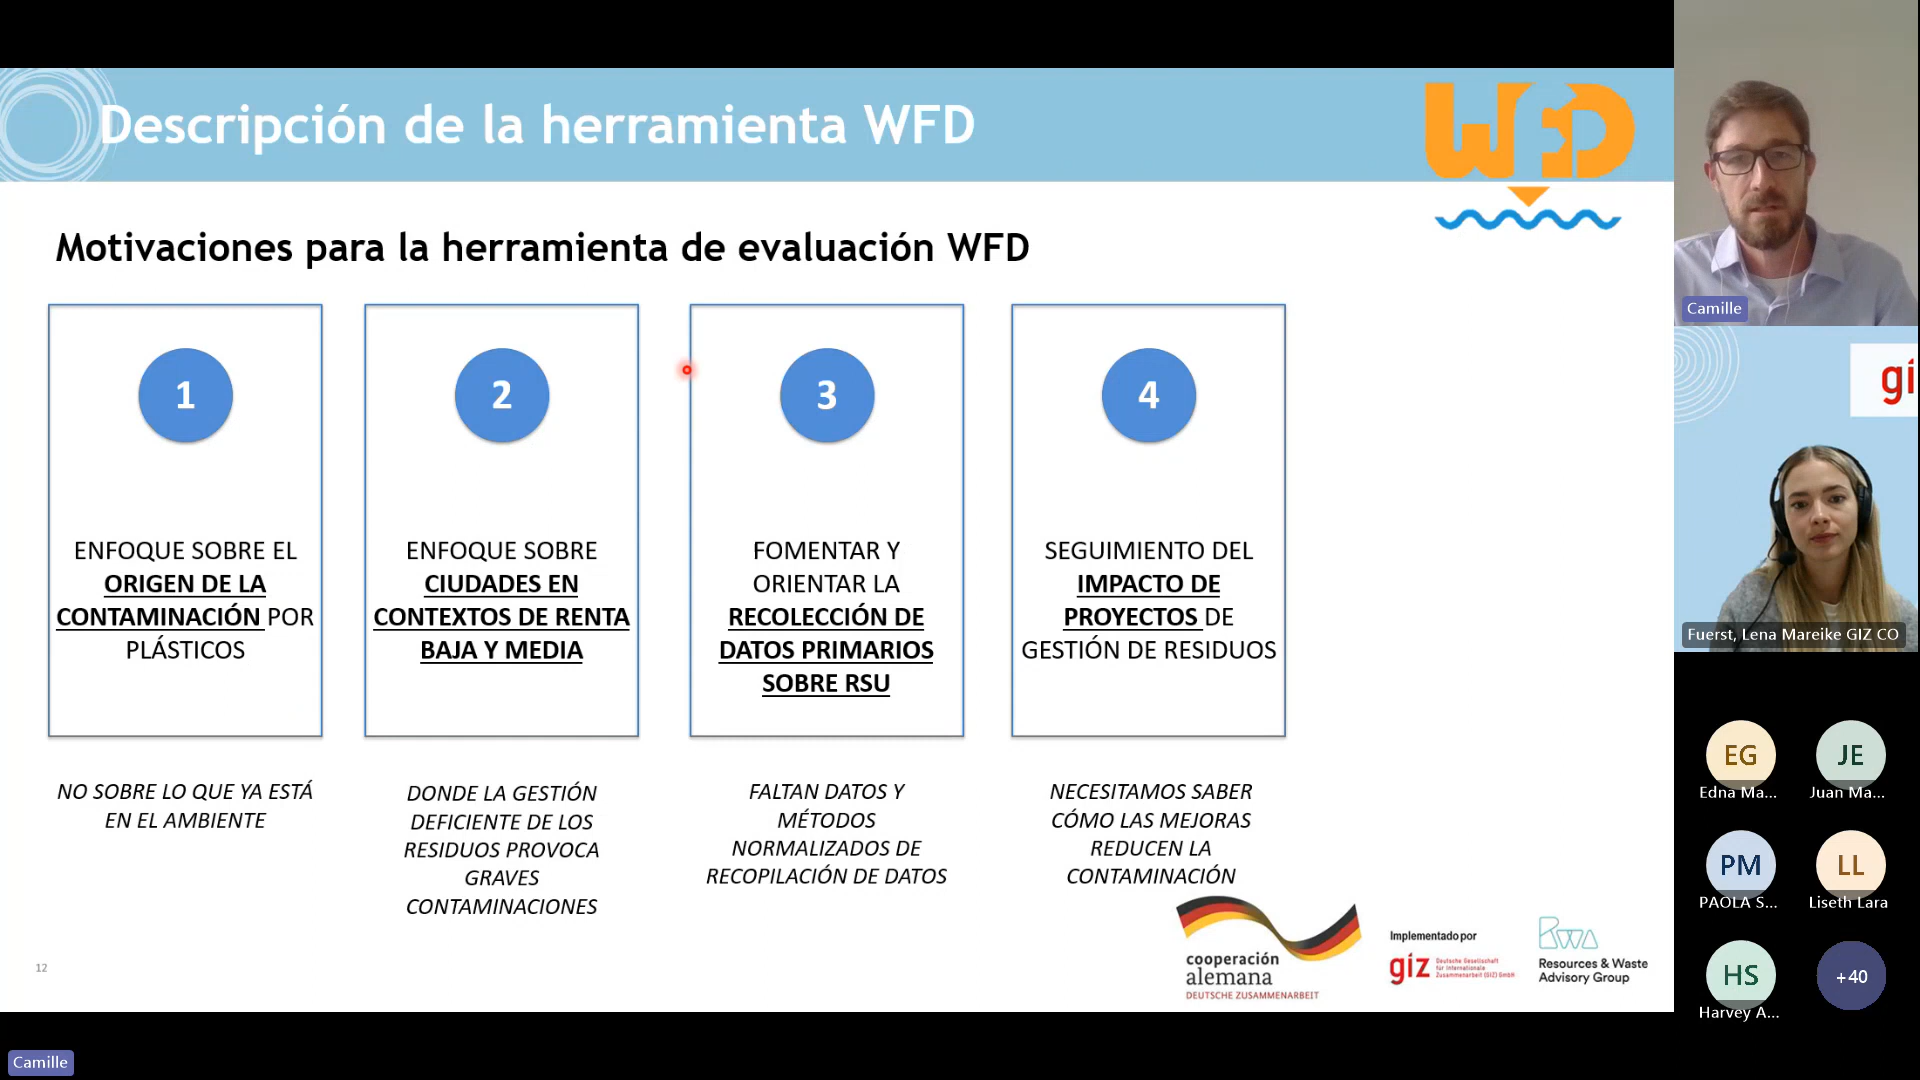 Descripción de la herramienta WFD
WFD
Motivaciones para la herramienta de evaluación WFD
1
ENFOQUE SOBRE EL
ORIGEN DE LA
CONTAMINACIÓN POR
PLÁSTICOS
NO SOBRE LO QUE YA ESTÁ
EN EL AMBIENTE
2
ENFOQUE SOBRE
CIUDADES EN
CONTEXTOS DE RENTA
BAJA Y MEDIA
DONDE LA GESTIÓN
DEFICIENTE DE LOS
RESIDUOS PROVOCA
GRAVES
CONTAMINACIONES
3
FOMENTAR Y
ORIENTAR LA
RECOLECCIÓN DE
DATOS PRIMARIOS
SOBRE RSU
FALTAN DATOS Y
MÉTODOS
NORMALIZADOS DE
RECOPILACIÓN DE DATOS
4
SEGUIMIENTO DEL
IMPACTO DE
PROYECTOS DE
GESTIÓN DE RESIDUOS
NECESITAMOS SABER
CÓMO LAS MEJORAS
REDUCEN LA
CONTAMINACIÓN
12
cooperación
alemana
DEUTSCHE ZUSAMMENARBEIT
Implementado por
giz
Deutsche Gesellschaft
für Internationale
Zusammenarbeit (GIZ) GmbH
RWA
Resources & Waste
Advisory Group
Camille
gi
Fuerst, Lena Mareike GIZ CO
EG
Edna Ma...
JE
Juan Ma...
PM
PAOLA S...
LL
Liseth Lara
HS
Harvey A...
+40
Camille